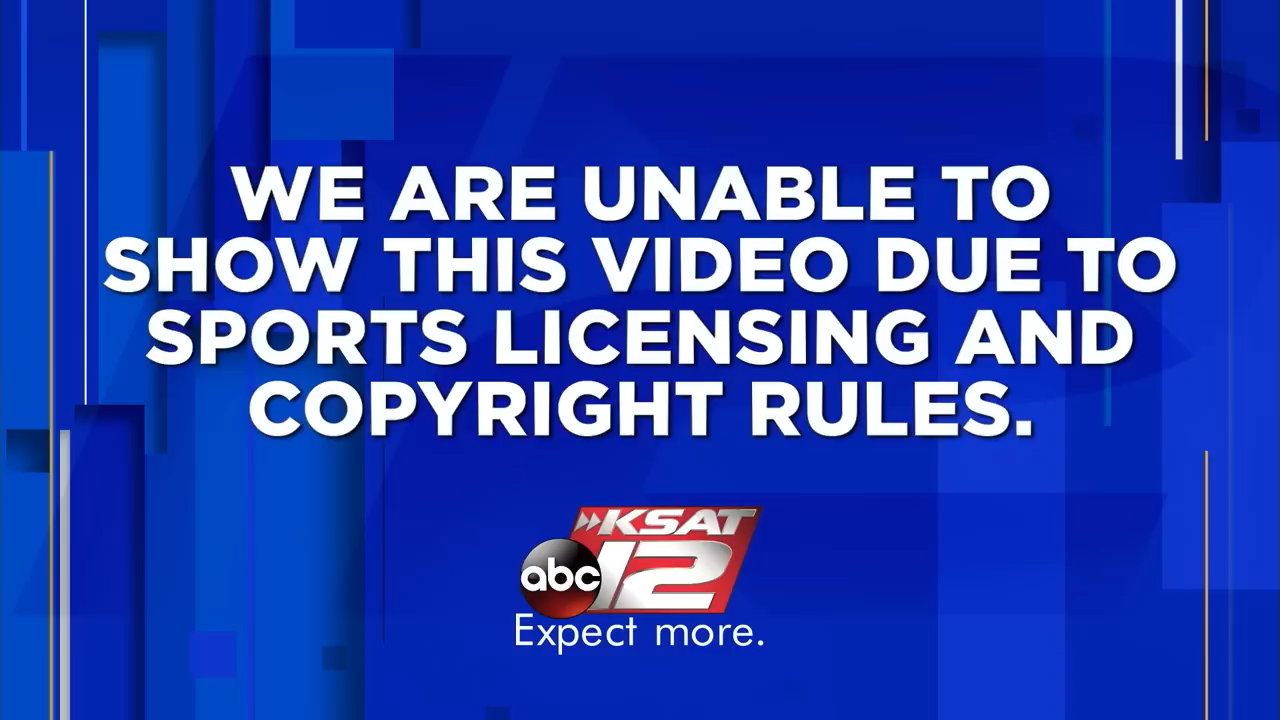 WE ARE UNABLE TO
SHOW THIS VIDEO DUE TO
SPORTS LICENSING AND
COPYRIGHT RULES.
KSAT
abc 12
Expect more.